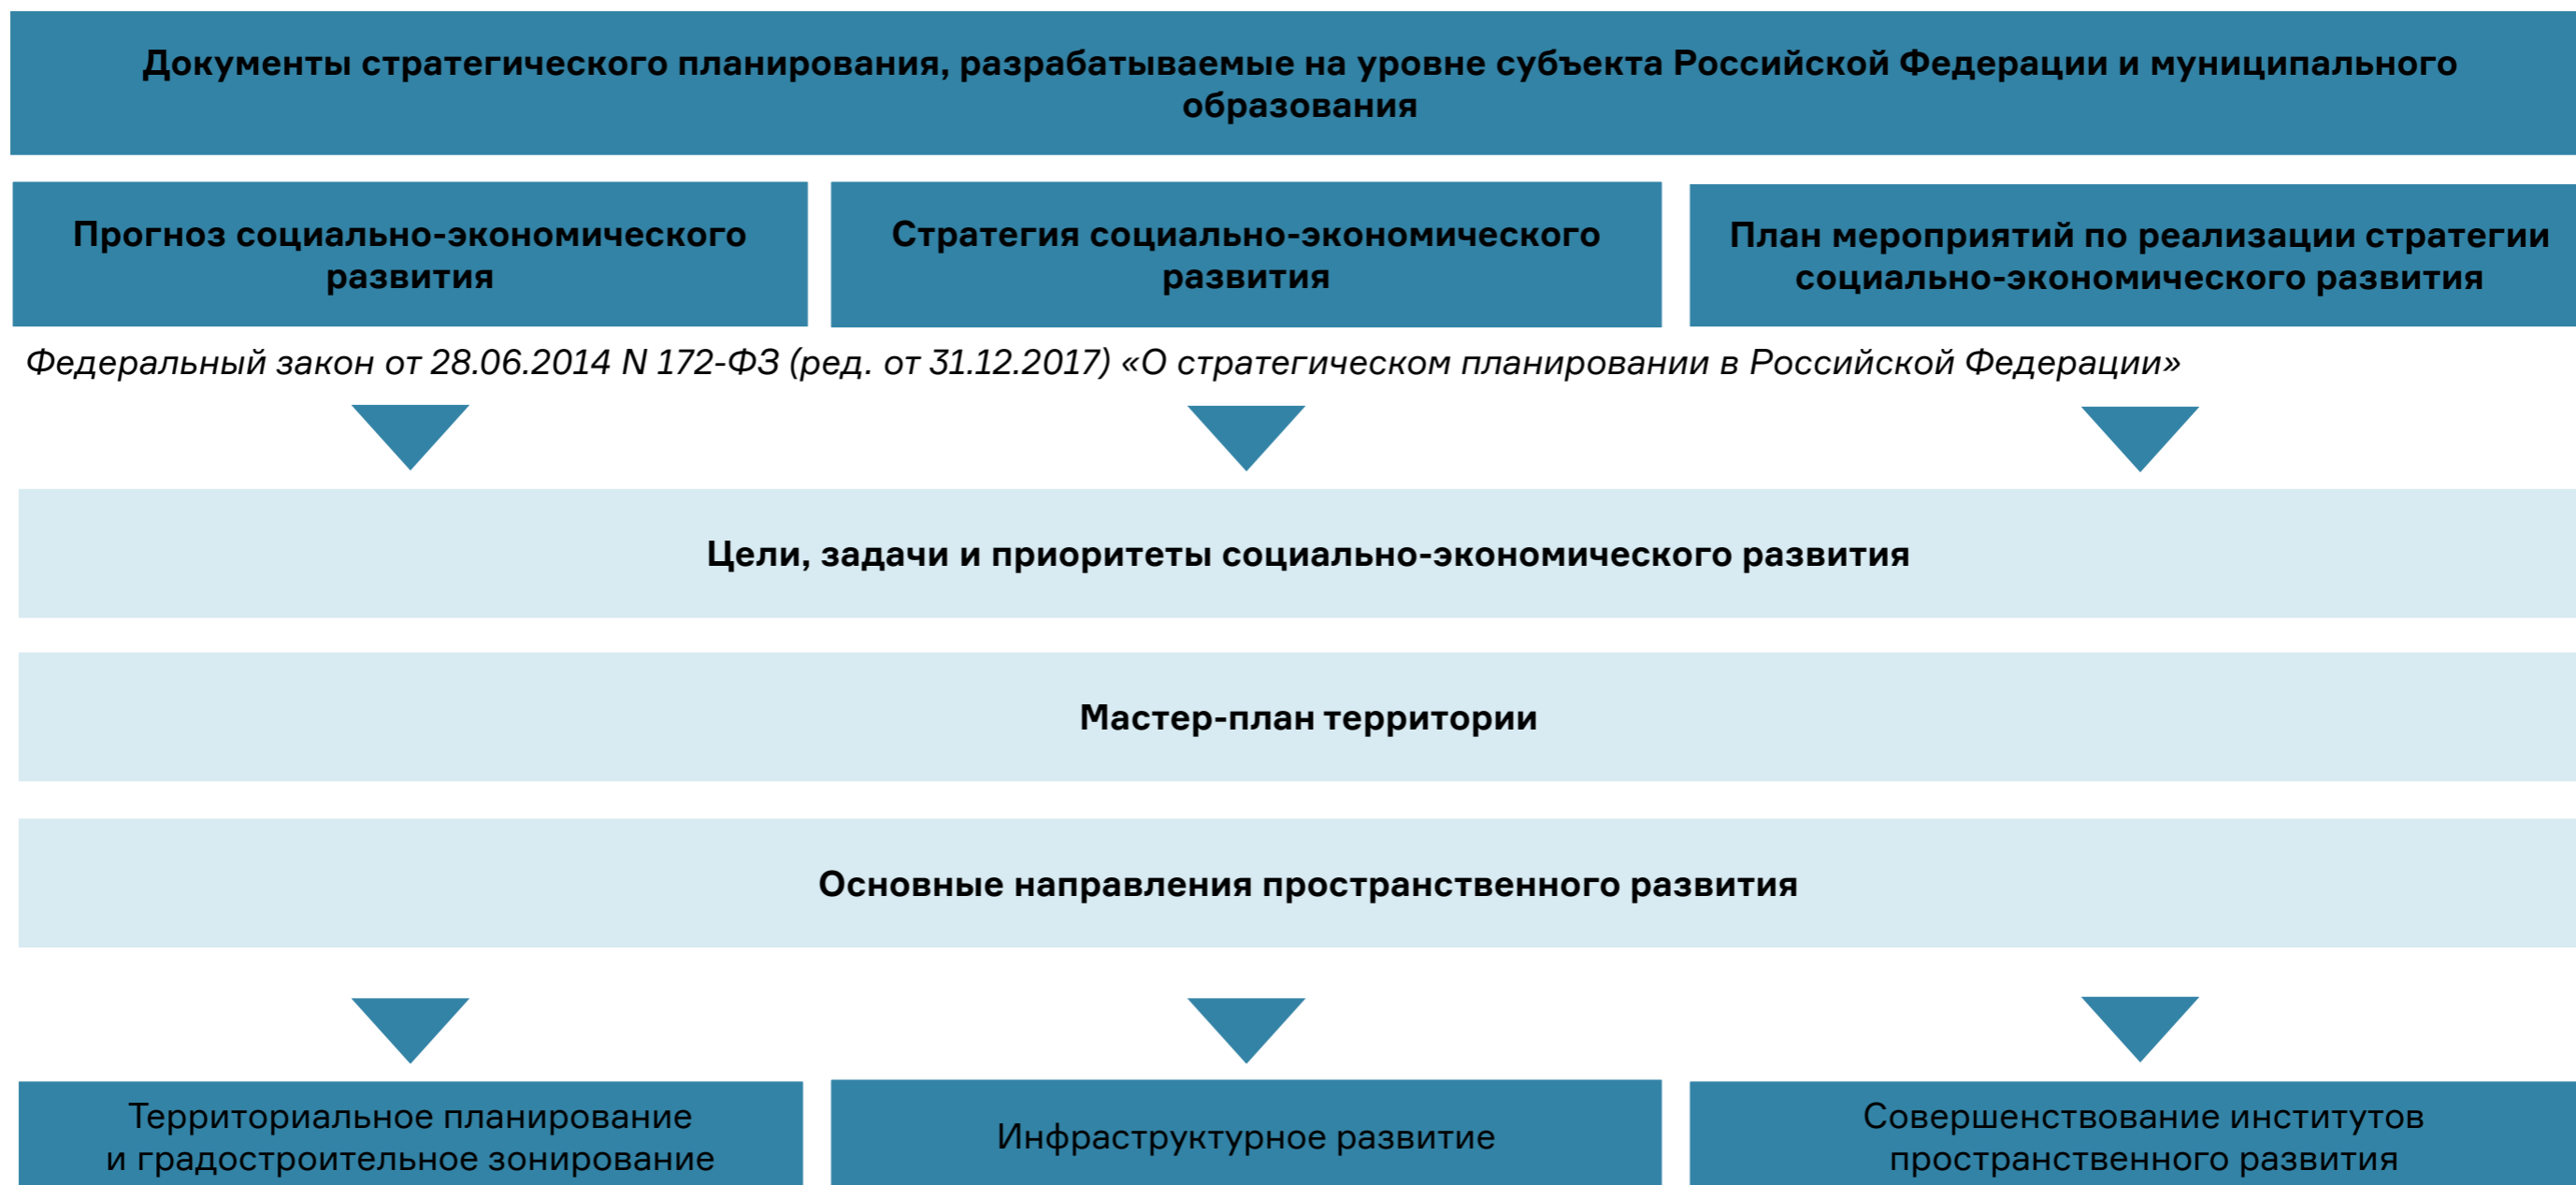 Документы стратегического планирования, разрабатываемые на уровне субъекта Российской Федерации и муниципального
образования
Прогноз социально-экономического
развития
Стратегия социально-экономического
развития
План мероприятий по реализации стратегии
социально-экономического развития
Федеральный закон от 28.06.2014 N 172-ФЗ (ред. от 31.12.2017) «О стратегическом планировании в Российской Федерации»
Цели, задачи и приоритеты социально-экономического развития
Мастер-план территории
Основные направления пространственного развития
Территориальное планирование
и градостроительное зонирование
Инфраструктурное развитие
Совершенствование институтов
пространственного развития